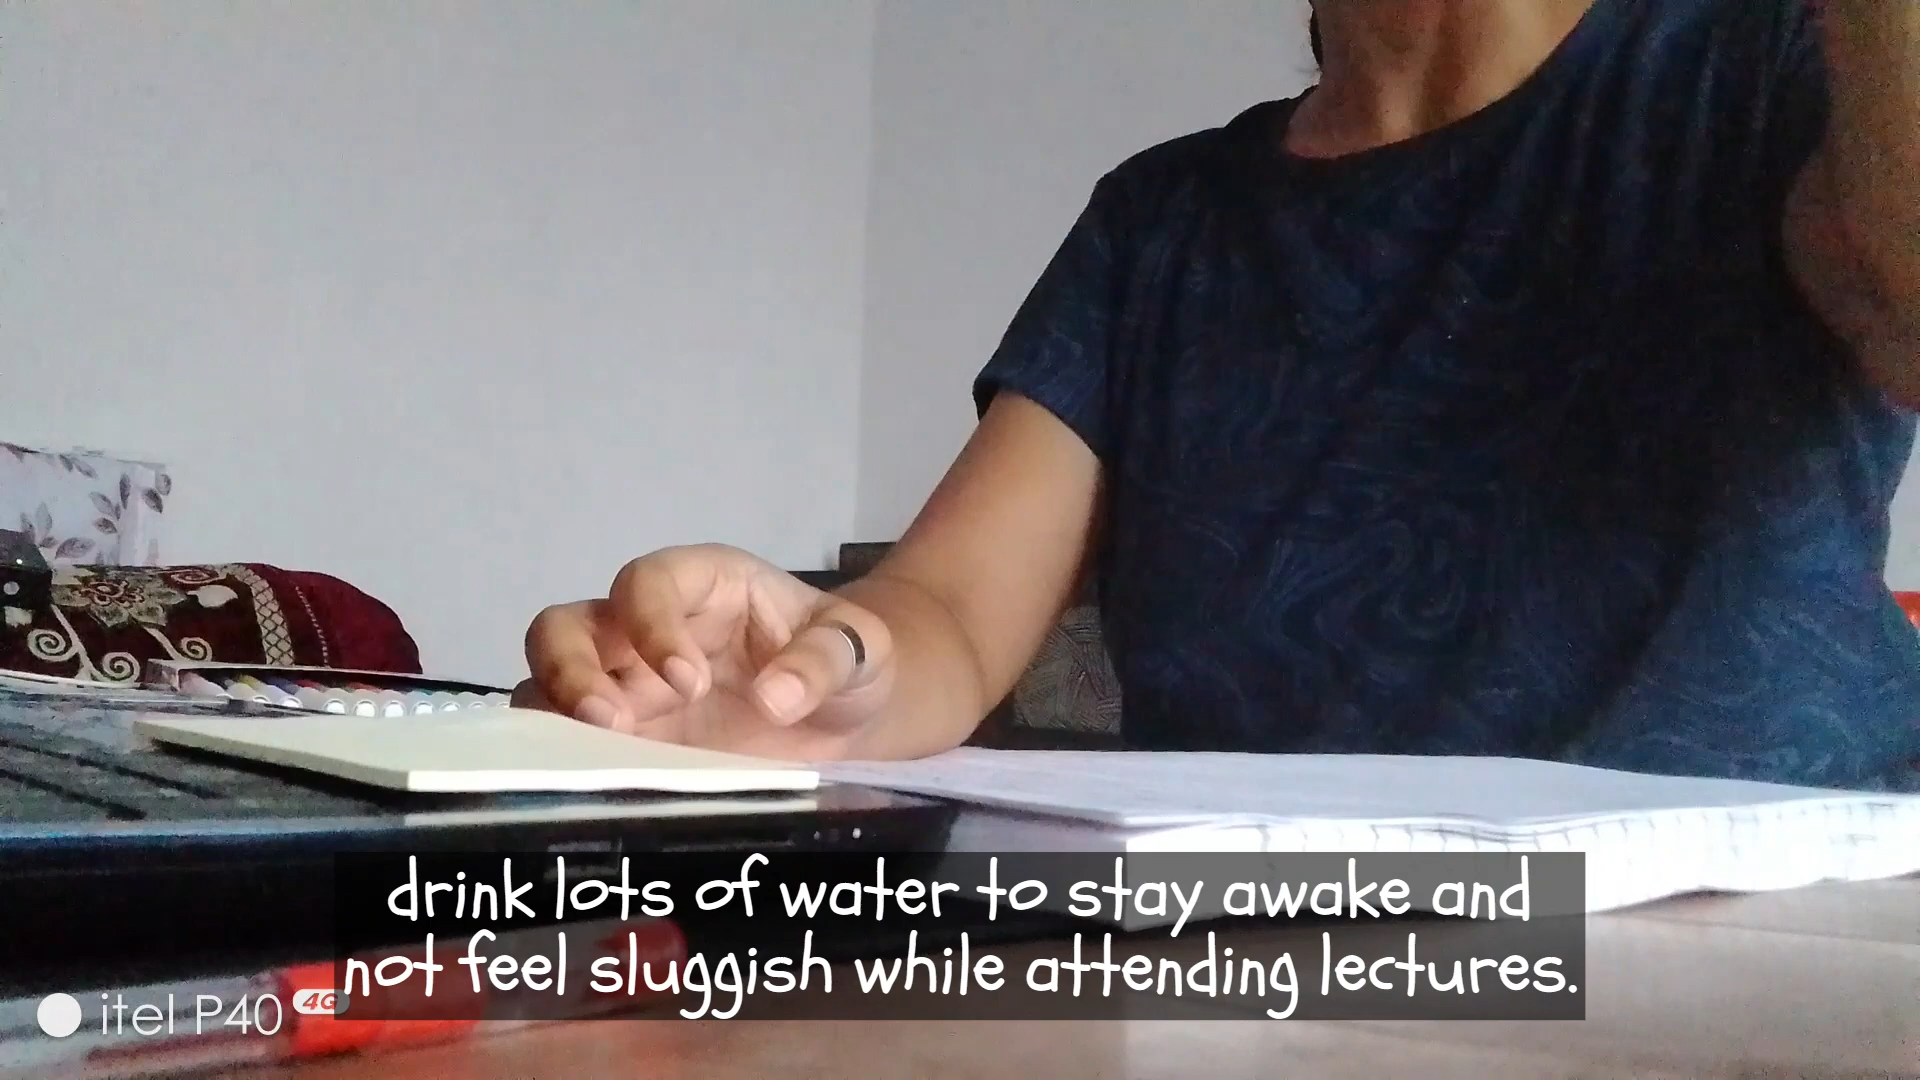 drink lots of water to stay awake and
not feel sluggish while attending lectures.
itel P40 4G